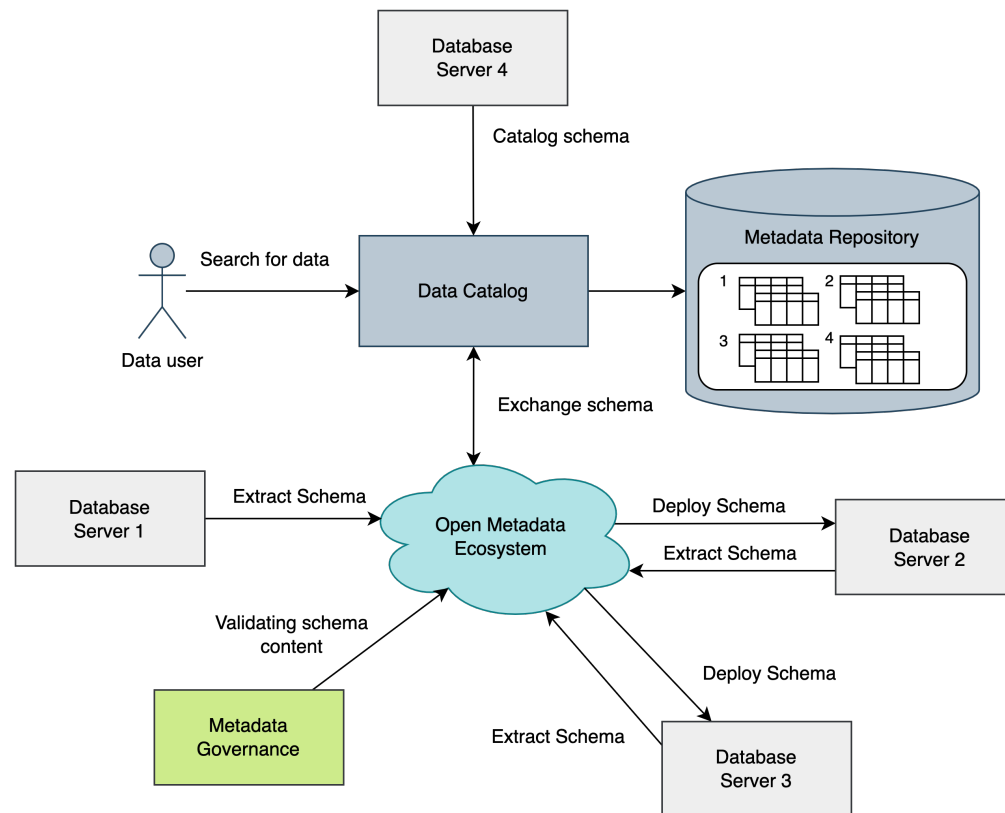 Database
Server 4
Catalog schema
Metadata Repository
Search for data
1
2
Data Catalog
3
4
Data user
Exchange schema
Extract Schema
Database
Server 1
Open Metadata
Ecosystem
Deploy Schema
Extract Schema
Database
Server 2
Validating schema
content
Deploy Schema
Metadata
Governance
Extract Schema
Database
Server 3